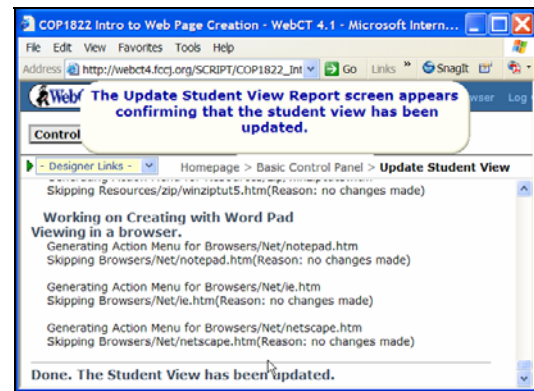 COP1822 Intro to Web Page Creation - WebCT 4.1 - Microsoft Intern...
File Edit View Favorites Tools Help
Address http://webct4.fccj.org/SCRIPT/COP1822_Int Go Links » SnagIt
WebC
The Update Student View Report screen appears
confirming that the student view has been
updated.
wser Log
Control
- Designer Links - Homepage > Basic Control Panel > Update Student View
Skipping Resources/zip/winziptut5.htm(Reason: no changes made)
Working on Creating with Word Pad
Viewing in a browser.
Generating Action Menu for Browsers/Net/notepad.htm
Skipping Browsers/Net/notepad.htm(Reason: no changes made)
Generating Action Menu for Browsers/Net/ie.htm
Skipping Browsers/Net/ie.htm(Reason: no changes made)
Generating Action Menu for Browsers/Net/netscape.htm
Skipping Browsers/Net/netscape.htm(Reason: no changes made)
Done. The Student View has been updated.